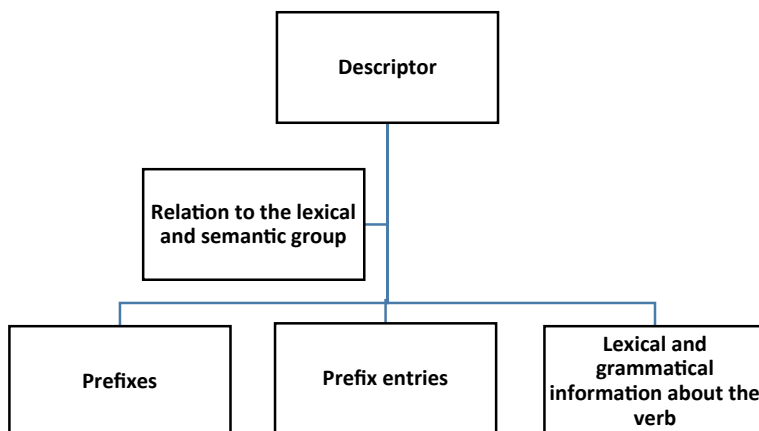 Descriptor
Relation to the lexical
and semantic group
Prefixes
Prefix entries
Lexical and
grammatical
information about the
verb